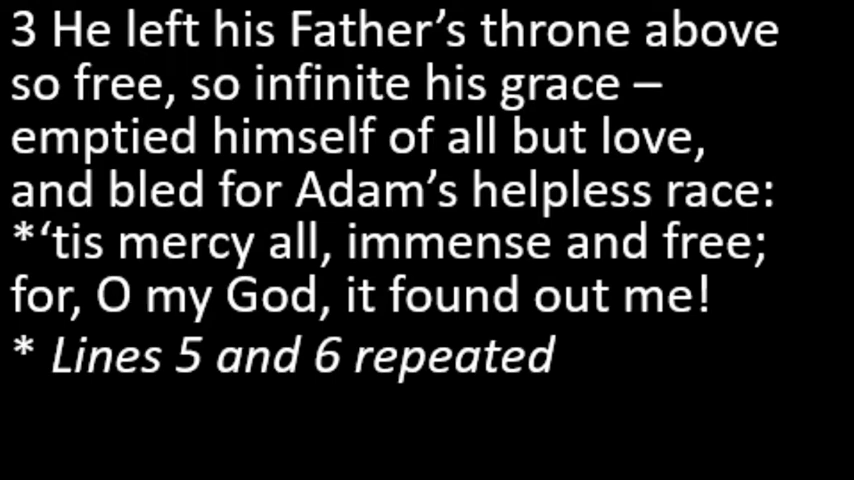 3 He left his Father’s throne above
so free, so infinite his grace –
emptied himself of all but love,
and bled for Adam’s helpless race:
*‘tis mercy all, immense and free;
for, O my God, it found out me!
* Lines 5 and 6 repeated